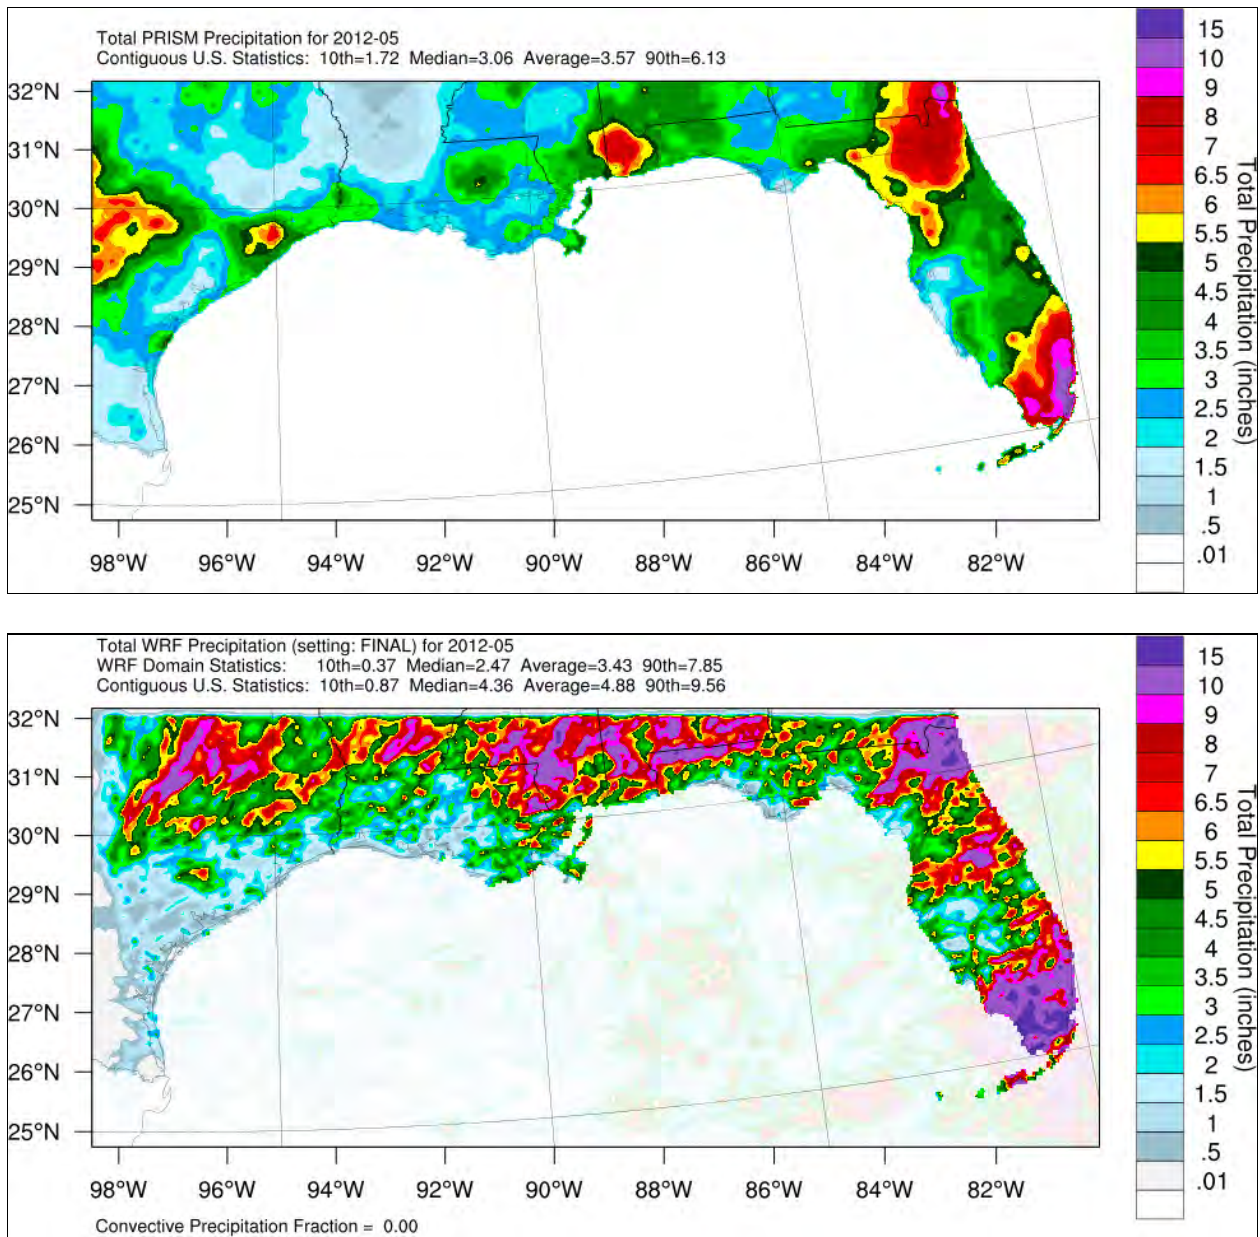 Total PRISM Precipitation for 2012-05
Contiguous U.S. Statistics: 10th=1.72 Median=3.06 Average=3.57 90th=6.13
32°N
31°N
30°N
29°N
28°N
27°N
26°N
25°N
98°W 96°W 94°W 92°W 90°W 88°W 86°W 84°W 82°W
15
10
9
8
7
6.5
6
5.5
5
4.5
4
3.5
3
2.5
2
1.5
1
.5
.01
Total Precipitation (inches)
Total WRF Precipitation (setting: FINAL) for 2012-05
WRF Domain Statistics: 10th=0.37 Median=2.47 Average=3.43 90th=7.85
Contiguous U.S. Statistics: 10th=0.87 Median=4.36 Average=4.88 90th=9.56
32°N
31°N
30°N
29°N
28°N
27°N
26°N
25°N
98°W 96°W 94°W 92°W 90°W 88°W 86°W 84°W 82°W
15
10
9
8
7
6.5
6
5.5
5
4.5
4
3.5
3
2.5
2
1.5
1
.5
.01
Total Precipitation (inches)
Convective Precipitation Fraction = 0.00